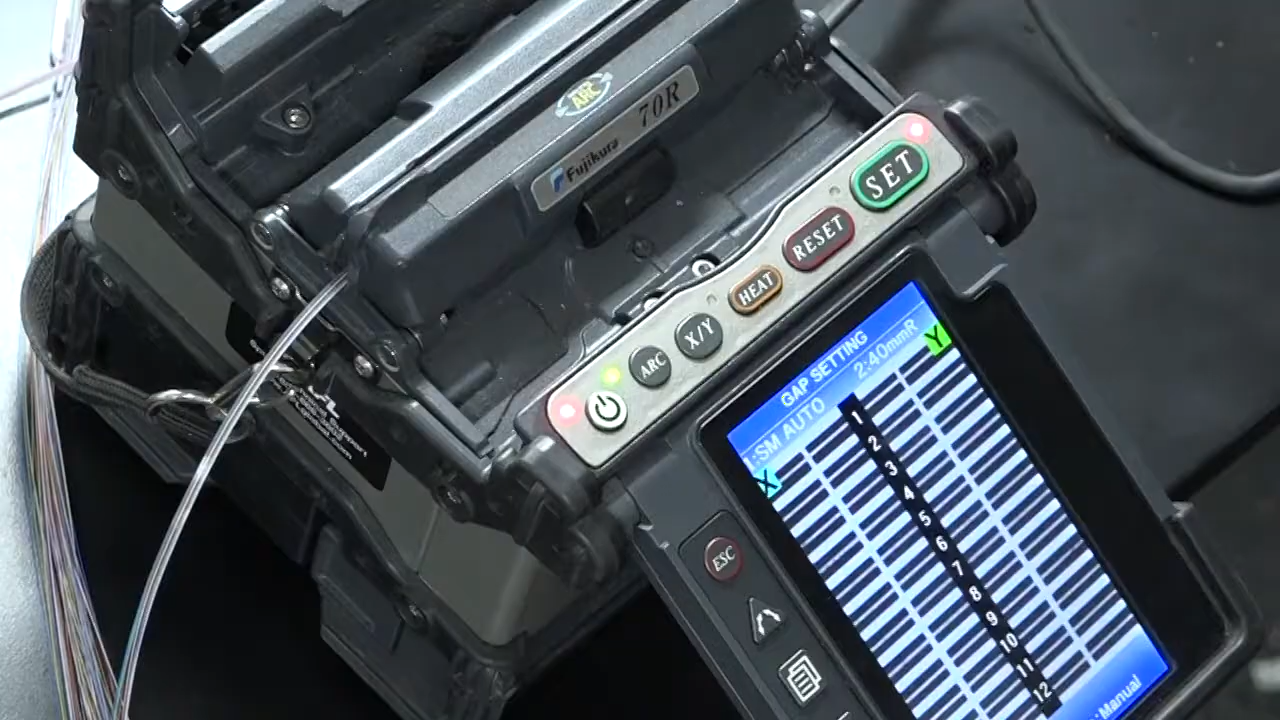 ARC
Fujikura 70R
SET
RESET
HEAT
X/Y
ARC
GAP SETTING
:SM AUTO 2:40mmR
X
Y
1
2
3
4
5
6
7
8
9
10
11
12
:Manual
ESC
Support